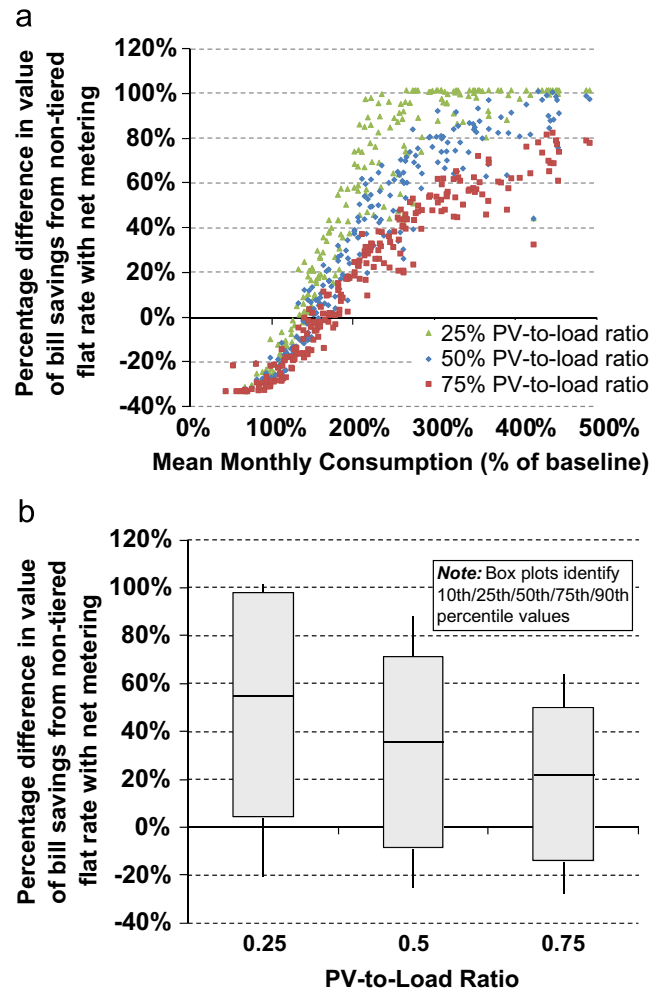 a
Percentage difference in value
of bill savings from non-tiered
flat rate with net metering
120%
100%
80%
60%
40%
20%
0%
-20%
-40%
25% PV-to-load ratio
50% PV-to-load ratio
75% PV-to-load ratio
0% 100% 200% 300% 400% 500%
Mean Monthly Consumption (% of baseline)
b
Percentage difference in value
of bill savings from non-tiered
flat rate with net metering
120%
100%
80%
60%
40%
20%
0%
-20%
-40%
Note: Box plots identify
10th/25th/50th/75th/90th
percentile values
0.25 0.5 0.75
PV-to-Load Ratio